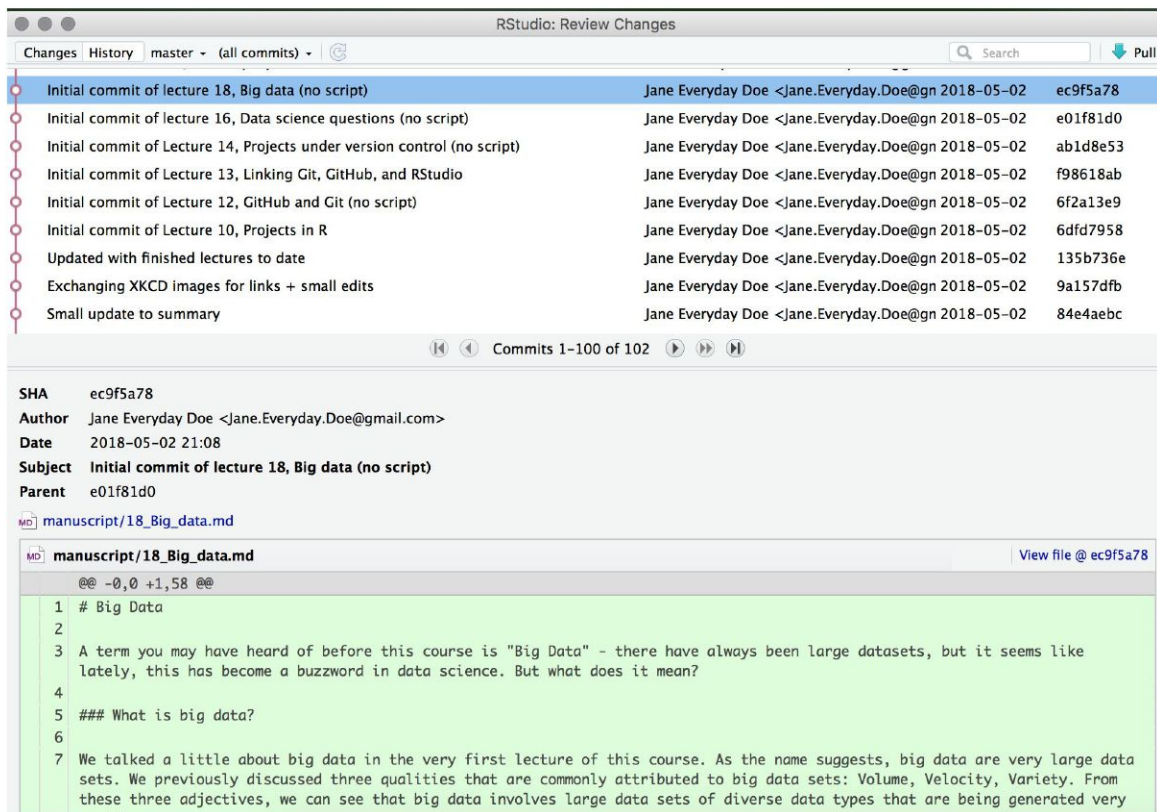 RStudio: Review Changes
Changes History master (all commits) Search Pull
Initial commit of lecture 18, Big data (no script) Jane Everyday Doe <Jane.Everyday.Doe@gn 2018-05-02 ec9f5a78
Initial commit of lecture 16, Data science questions (no script) Jane Everyday Doe <Jane.Everyday.Doe@gn 2018-05-02 e01f81d0
Initial commit of Lecture 14, Projects under version control (no script) Jane Everyday Doe <Jane.Everyday.Doe@gn 2018-05-02 ab1d8e53
Initial commit of Lecture 13, Linking Git, GitHub, and RStudio Jane Everyday Doe <Jane.Everyday.Doe@gn 2018-05-02 f98618ab
Initial commit of Lecture 12, GitHub and Git (no script) Jane Everyday Doe <Jane.Everyday.Doe@gn 2018-05-02 6f2a13e9
Initial commit of Lecture 10, Projects in R Jane Everyday Doe <Jane.Everyday.Doe@gn 2018-05-02 6dfd7958
Updated with finished lectures to date Jane Everyday Doe <Jane.Everyday.Doe@gn 2018-05-02 135b736e
Exchanging XKCD images for links + small edits Jane Everyday Doe <Jane.Everyday.Doe@gn 2018-05-02 9a157dfb
Small update to summary Jane Everyday Doe <Jane.Everyday.Doe@gn 2018-05-02 84e4aebc
Commits 1-100 of 102
SHA ec9f5a78
Author Jane Everyday Doe <Jane.Everyday.Doe@gmail.com>
Date 2018-05-02 21:08
Subject Initial commit of lecture 18, Big data (no script)
Parent e01f81d0
MD manuscript/18_Big_data.md
MD manuscript/18_Big_data.md View file @ ec9f5a78
@@ -0,0 +1,58 @@
1 # Big Data
2
3 A term you may have heard of before this course is "Big Data" - there have always been large datasets, but it seems like
lately, this has become a buzzword in data science. But what does it mean?
4
5 ### What is big data?
6
7 We talked a little about big data in the very first lecture of this course. As the name suggests, big data are very large data
sets. We previously discussed three qualities that are commonly attributed to big data sets: Volume, Velocity, Variety. From
these three adjectives, we can see that big data involves large data sets of diverse data types that are being generated very